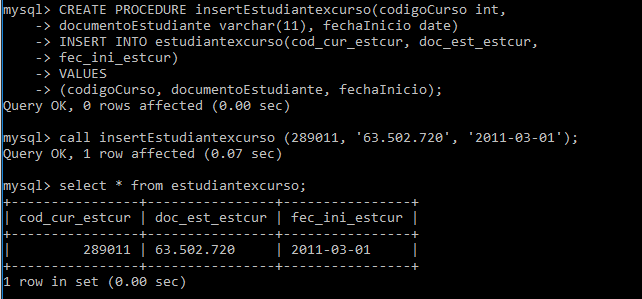 mysql> CREATE PROCEDURE insertEstudiantexcurso(codigoCurso int,
    -> documentoEstudiante varchar(11), fechaInicio date)
    -> INSERT INTO estudiantexcurso(cod_cur_estcur, doc_est_estcur,
    -> fec_ini_estcur)
    -> VALUES
    -> (codigoCurso, documentoEstudiante, fechaInicio);
Query OK, 0 rows affected (0.00 sec)

mysql> call insertEstudiantexcurso (289011, '63.502.720', '2011-03-01');
Query OK, 1 row affected (0.07 sec)

mysql> select * from estudiantexcurso;
+----------------+----------------+----------------+
| cod_cur_estcur | doc_est_estcur | fec_ini_estcur |
+----------------+----------------+----------------+
|         289011 | 63.502.720     | 2011-03-01     |
+----------------+----------------+----------------+
1 row in set (0.00 sec)